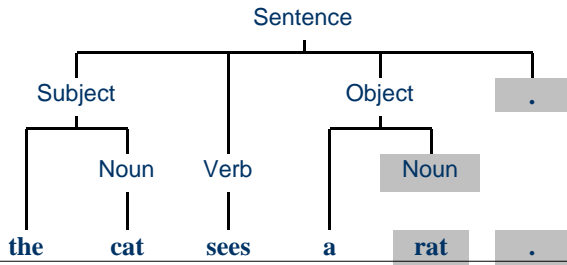 Sentence
Subject Object .
Noun Verb Noun
the cat sees a rat .